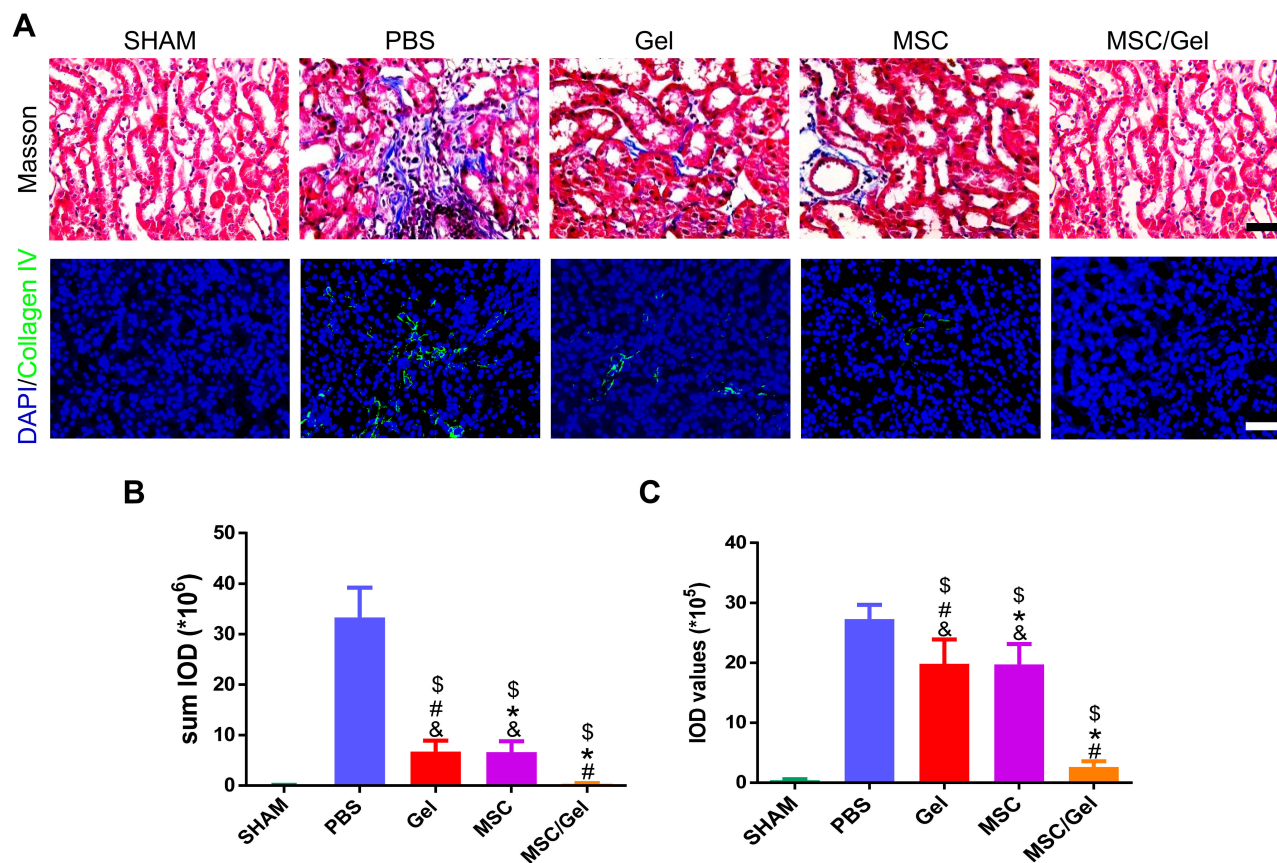 A
SHAM PBS Gel MSC MSC/Gel
Masson
DAPI/Collagen IV
B
sum IOD (*10⁶)
50
40
30
20
10
0
$
#
&
$
*
&
$
*
#
SHAM PBS Gel MSC MSC/Gel
C
IOD values (*10⁵)
40
30
20
10
0
$
#
&
$
*
&
$
*
#
SHAM PBS Gel MSC MSC/Gel